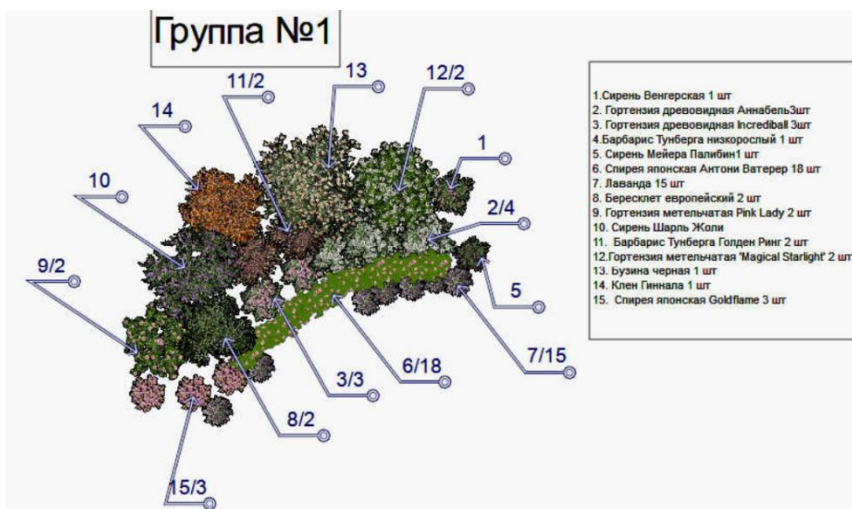 Группа №1
11/2
13
12/2
14
1
10
2/4
9/2
5
7/15
3/3
6/18
8/2
15/3
1.Сирень Венгерская 1 шт
2. Гортензия древовидная Аннабель3шт
3. Гортензия древовидная Incrediball 3шт
4.Барбарис Тунберга низкорослый 1 шт
5. Сирень Мейера Палибин1 шт
6. Спирея японская Антони Ватерер 18 шт
7. Лаванда 15 шт
8. Бересклет европейский 2 шт
9. Гортензия метельчатая Pink Lady 2 шт
10. Сирень Шарль Жоли
11. Барбарис Тунберга Голден Ринг 2 шт
12.Гортензия метельчатая 'Magical Starlight' 2 шт
13. Бузина черная 1 шт
14. Клен Гиннала 1 шт
15. Спирея японская Goldflame 3 шт